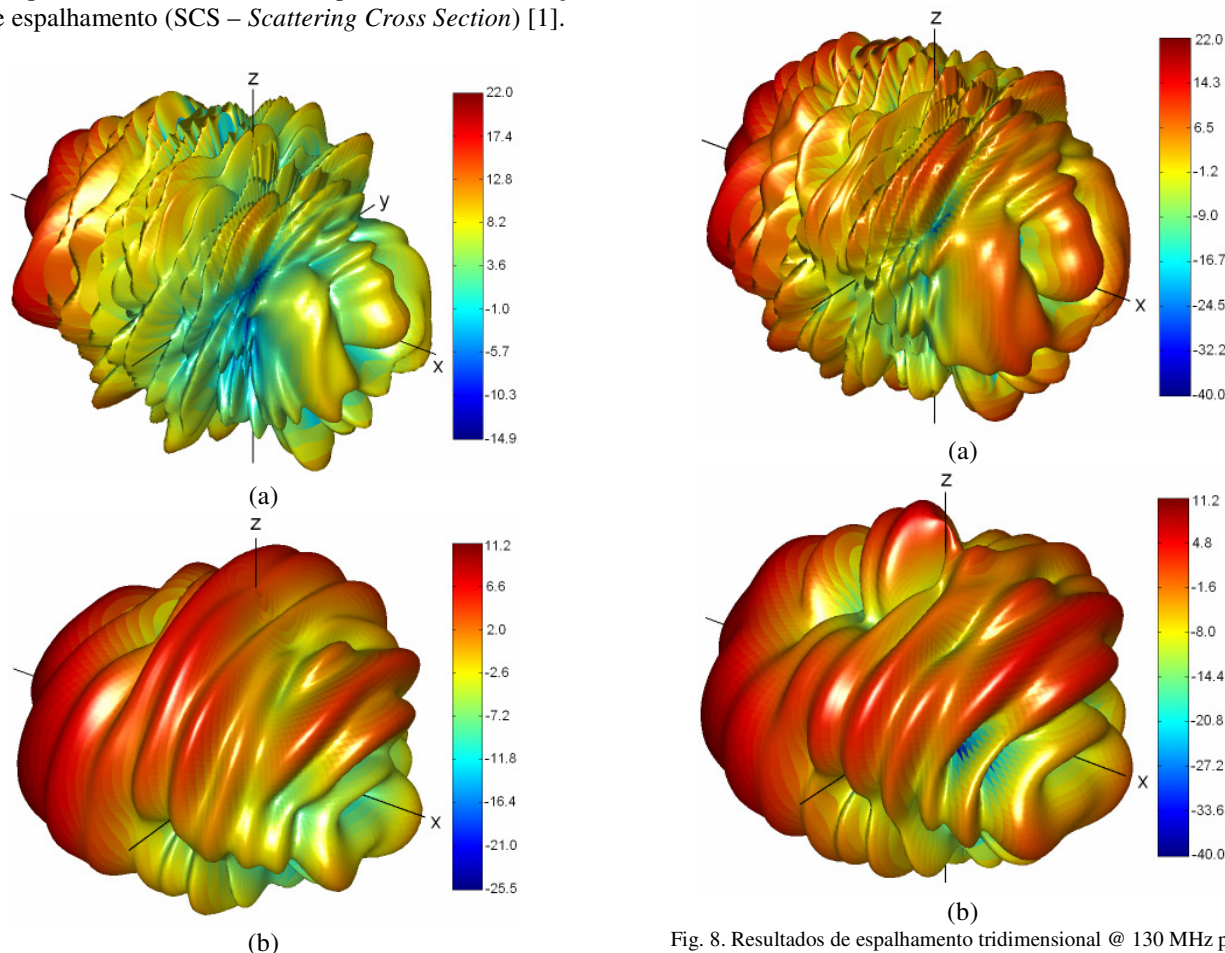 e espalhamento (SCS – Scattering Cross Section) [1].
z
22.0
17.4
12.8
8.2
3.6
-1.0
-5.7
-10.3
-14.9
y
x
(a)
z
11.2
6.6
2.0
-2.6
-7.2
-11.8
-16.4
-21.0
-25.5
x
(b)
z
22.0
14.3
6.5
-1.2
-9.0
-16.7
-24.5
-32.2
-40.0
x
(a)
z
11.2
4.8
-1.6
-8.0
-14.4
-20.8
-27.2
-33.6
-40.0
x
(b)
Fig. 8. Resultados de espalhamento tridimensional @ 130 MHz p